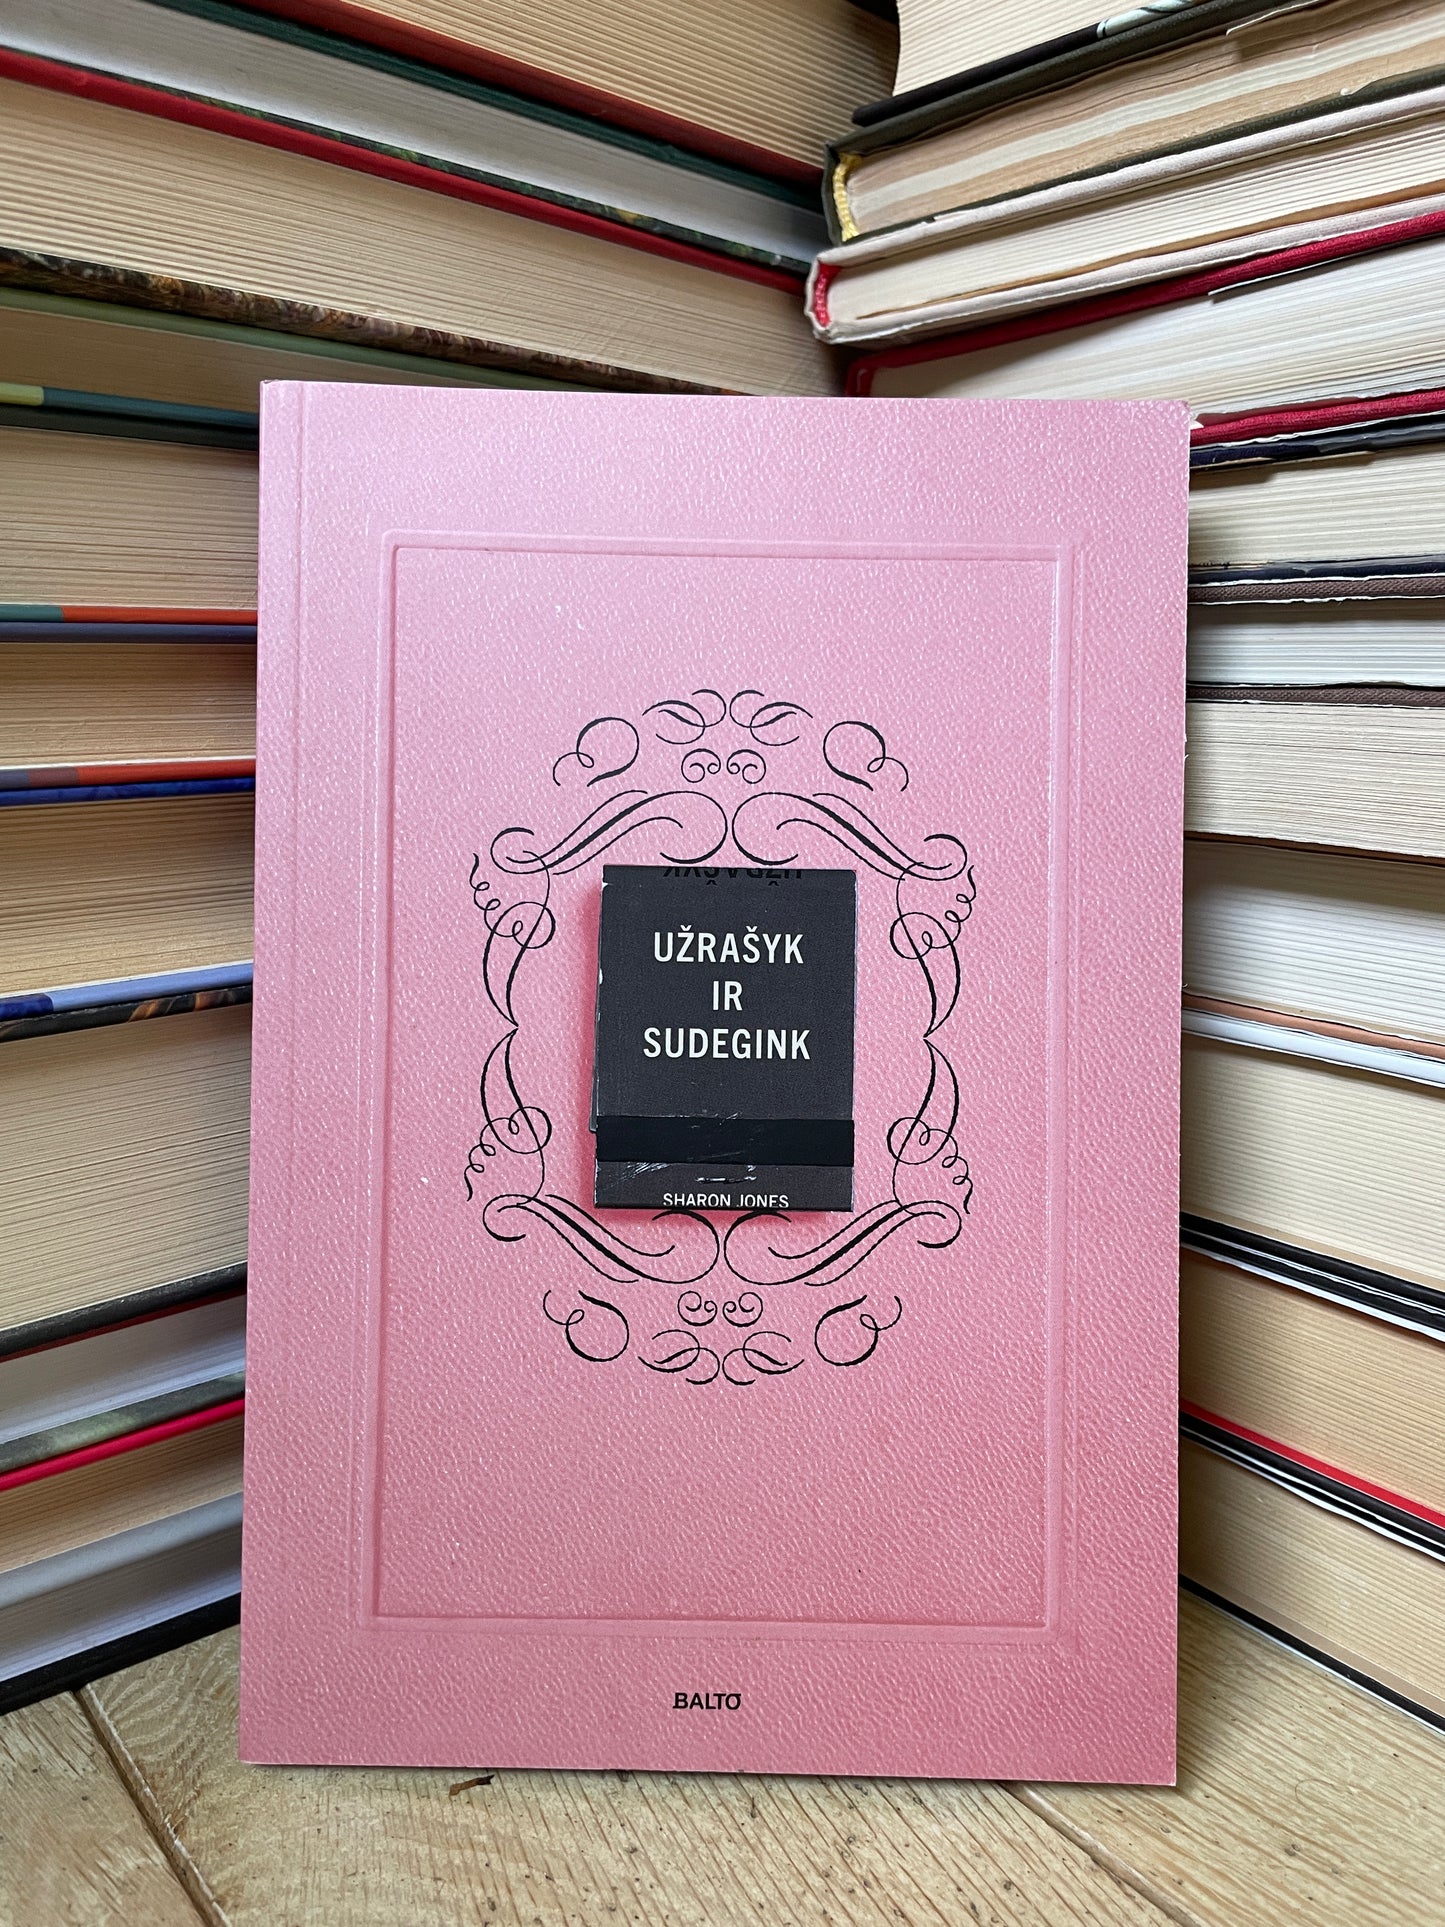 UŽRAŠYK
IR
SUDEGINK
SHARON JONES
BALTO